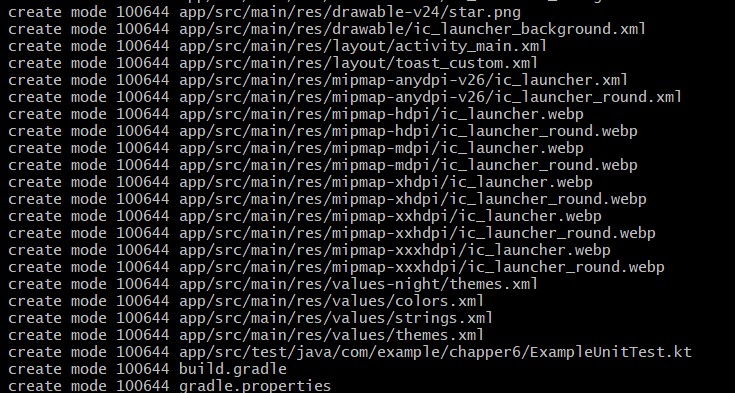 create mode 100644 app/src/main/res/drawable-v24/star.png
create mode 100644 app/src/main/res/drawable/ic_launcher_background.xml
create mode 100644 app/src/main/res/layout/activity_main.xml
create mode 100644 app/src/main/res/layout/toast_custom.xml
create mode 100644 app/src/main/res/mipmap-anydpi-v26/ic_launcher.xml
create mode 100644 app/src/main/res/mipmap-anydpi-v26/ic_launcher_round.xml
create mode 100644 app/src/main/res/mipmap-hdpi/ic_launcher.webp
create mode 100644 app/src/main/res/mipmap-hdpi/ic_launcher_round.webp
create mode 100644 app/src/main/res/mipmap-mdpi/ic_launcher.webp
create mode 100644 app/src/main/res/mipmap-mdpi/ic_launcher_round.webp
create mode 100644 app/src/main/res/mipmap-xhdpi/ic_launcher.webp
create mode 100644 app/src/main/res/mipmap-xhdpi/ic_launcher_round.webp
create mode 100644 app/src/main/res/mipmap-xxhdpi/ic_launcher.webp
create mode 100644 app/src/main/res/mipmap-xxhdpi/ic_launcher_round.webp
create mode 100644 app/src/main/res/mipmap-xxxhdpi/ic_launcher.webp
create mode 100644 app/src/main/res/mipmap-xxxhdpi/ic_launcher_round.webp
create mode 100644 app/src/main/res/values-night/themes.xml
create mode 100644 app/src/main/res/values/colors.xml
create mode 100644 app/src/main/res/values/strings.xml
create mode 100644 app/src/main/res/values/themes.xml
create mode 100644 app/src/test/java/com/example/chapper6/ExampleUnitTest.kt
create mode 100644 build.gradle
create mode 100644 gradle.properties